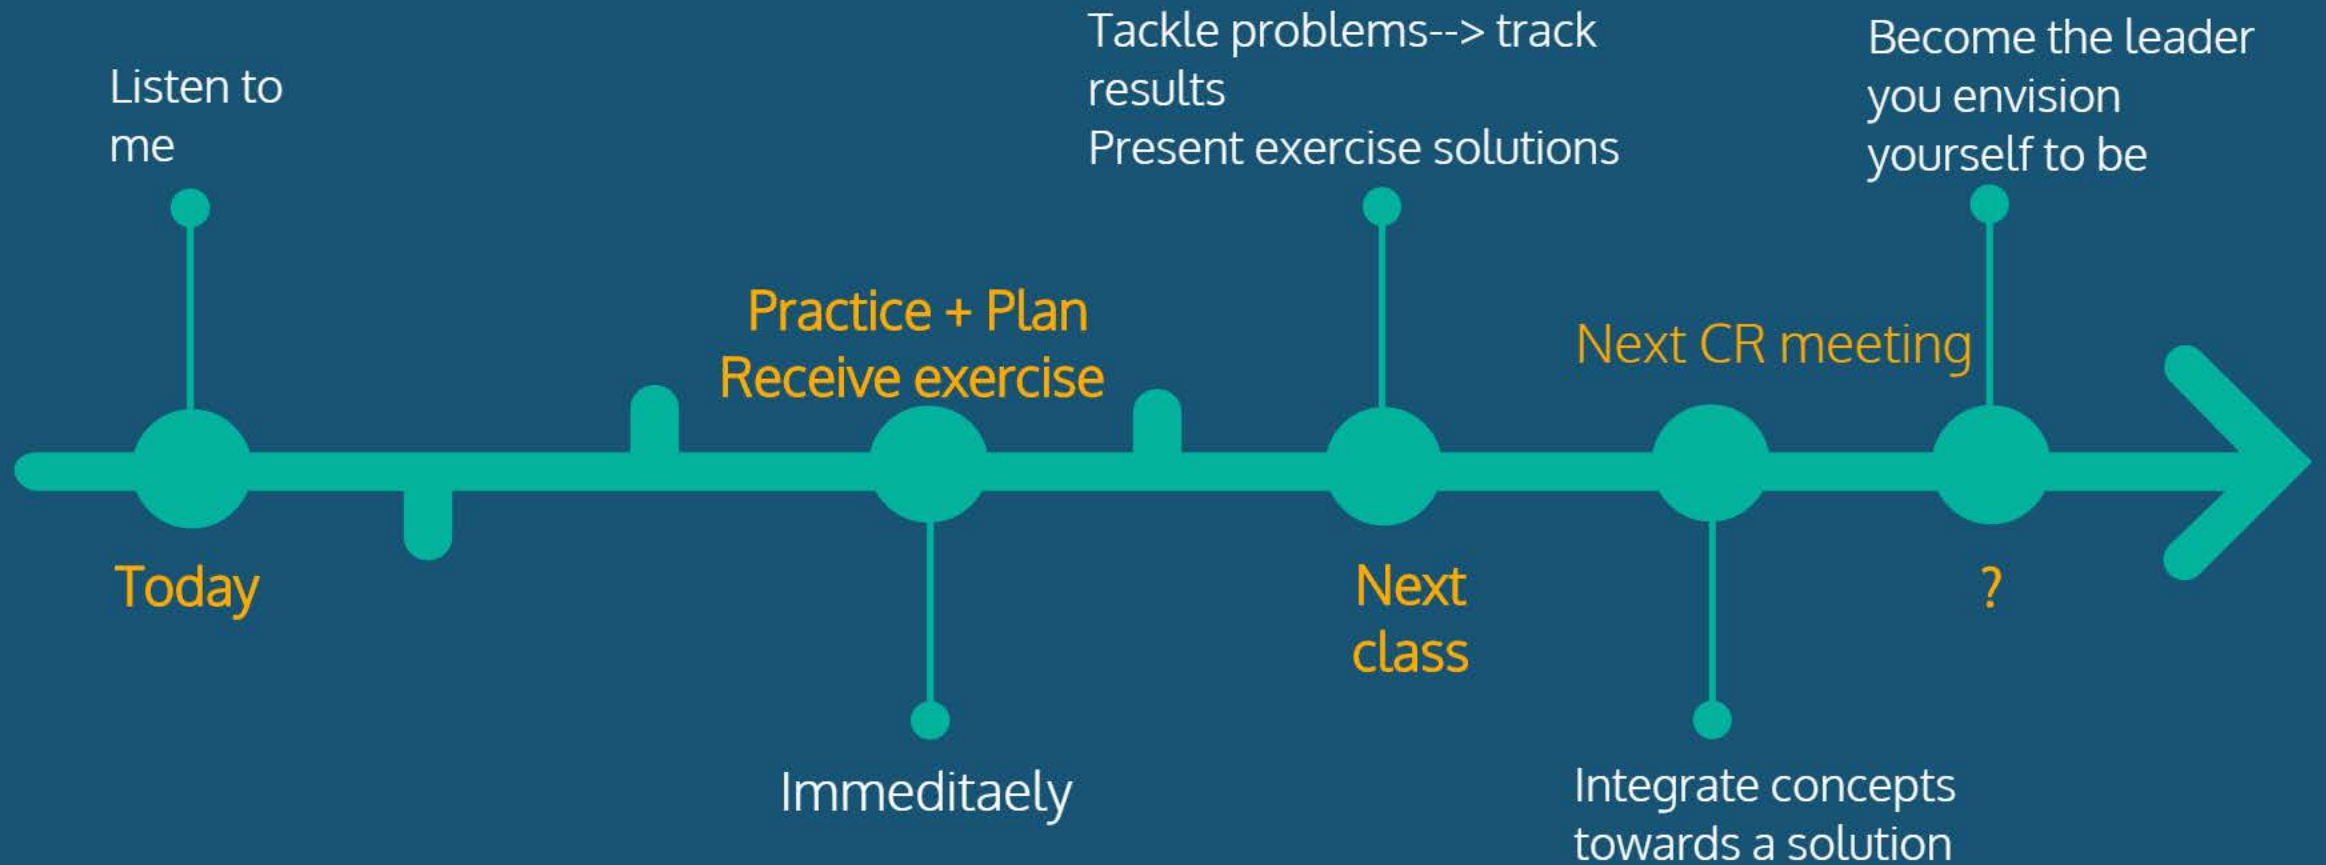 Listen to
me
Today
Practice + Plan
Receive exercise
Immeditaely
Tackle problems--> track
results
Present exercise solutions
Next
class
Next CR meeting
Integrate concepts
towards a solution
Become the leader
you envision
yourself to be
?